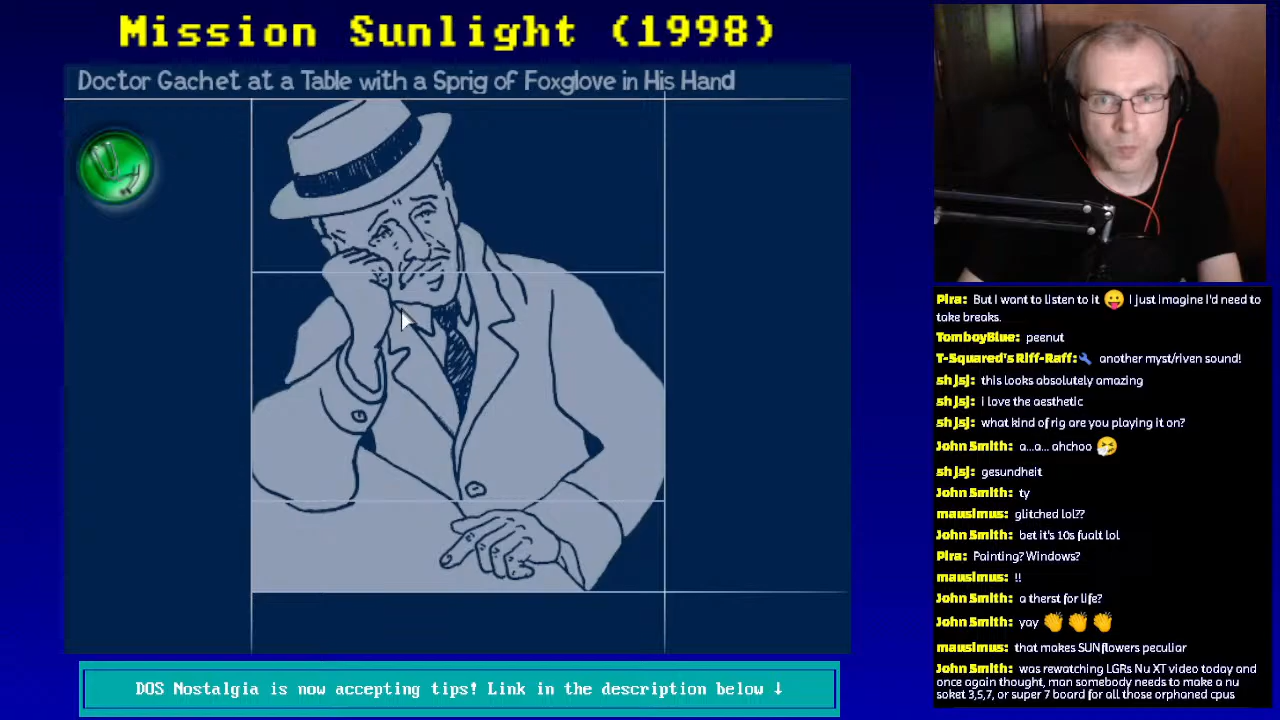 Mission Sunlight (1998)
Doctor Gachet at a Table with a Sprig of Foxglove in His Hand
Pira: But I want to listen to it 😛 I just imagine I'd need to
take breaks.
TomboyBlue: peenut
T-Squared's Riff-Raff:🔧 another myst/riven sound!
sh jsj: this looks absolutely amazing
sh jsj: i love the aesthetic
sh jsj: what kind of rig are you playing it on?
John Smith: a...a... ahchoo 🤧
sh jsj: gesundheit
John Smith: ty
mausimus: glitched lol??
John Smith: bet it's 10s fualt lol
Pira: Painting? Windows?
mausimus: !!
John Smith: a therst for life?
John Smith: yay 👏 👏 👏
mausimus: that makes SUNflowers peculiar
John Smith: was rewatching LGRs Nu XT video today and
once again thought, man somebody needs to make a nu
soket 3,5,7, or super 7 board for all those orphaned cpus
DOS Nostalgia is now accepting tips! Link in the description below ↓